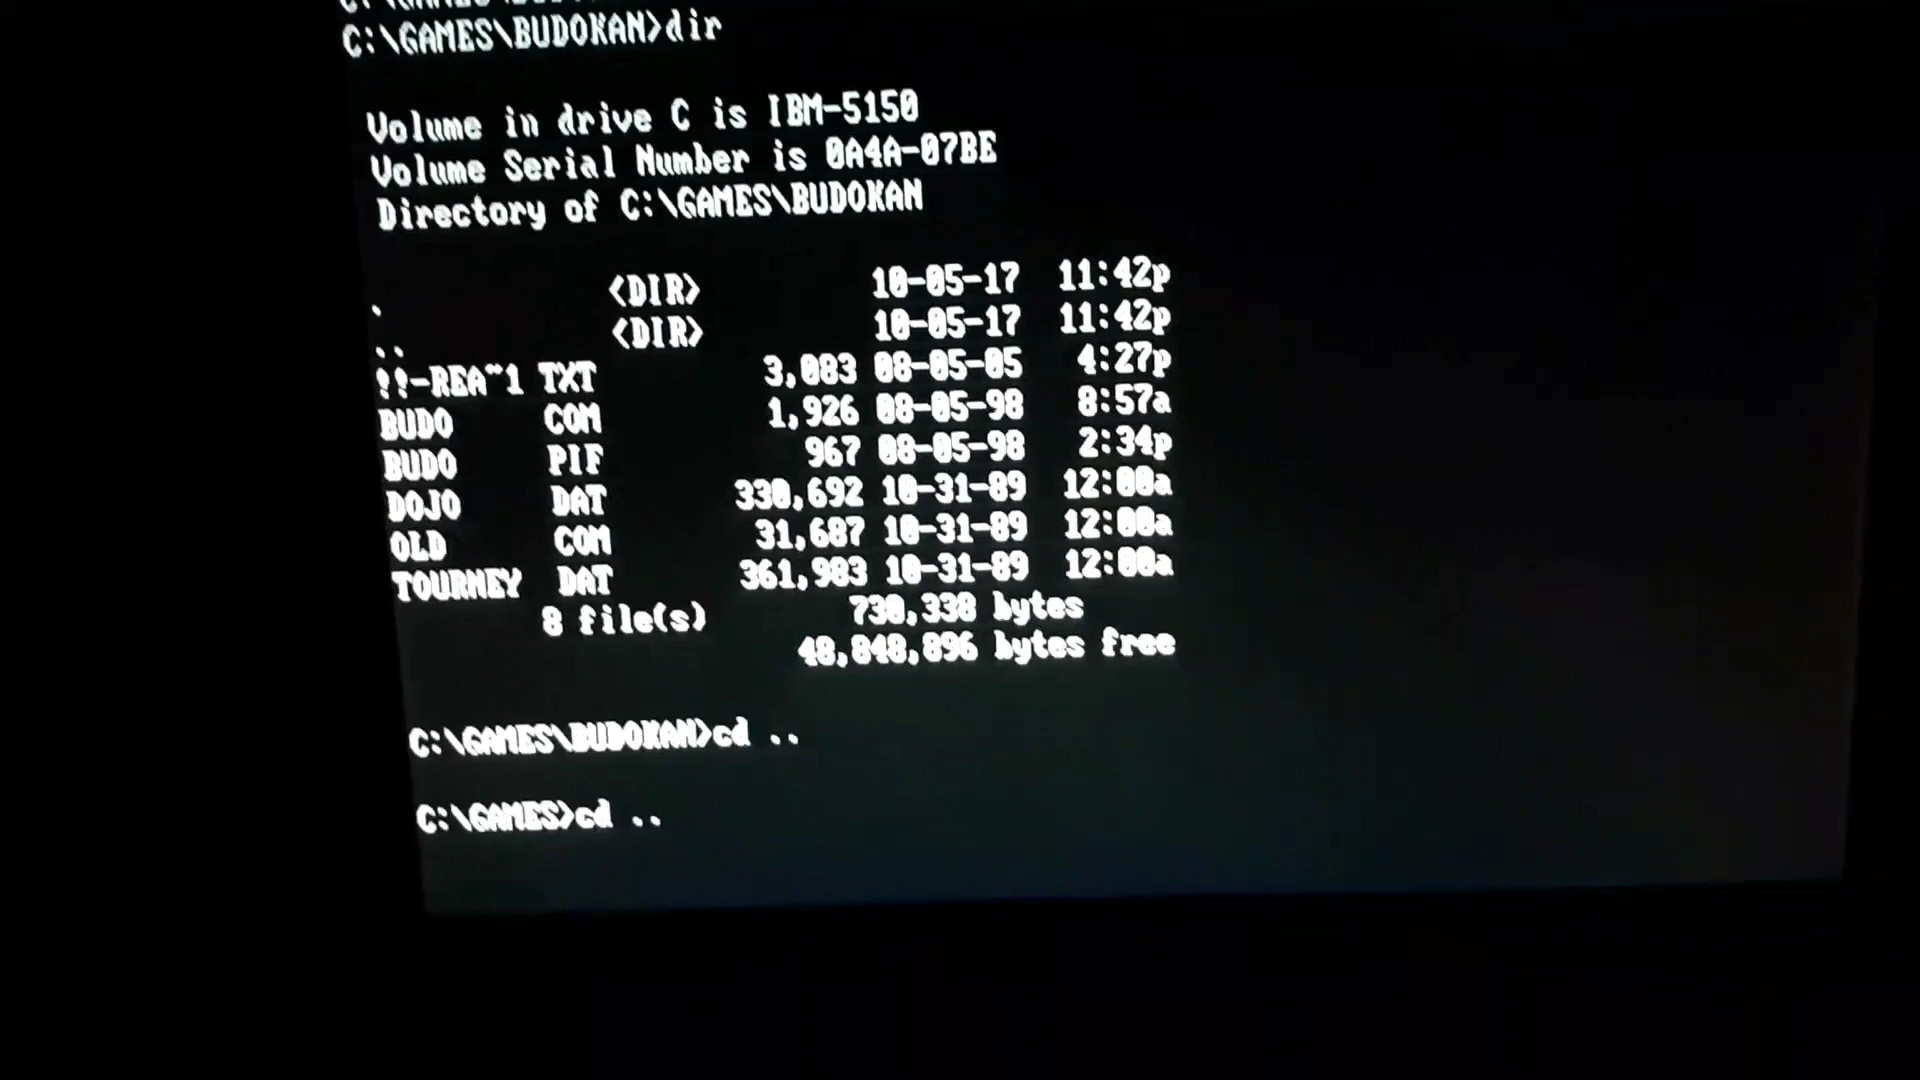 C:\GAMES\BUDOKAN>dir
Volume in drive C is IBM-5150
Volume Serial Number is 0A4A-07BE
Directory of C:\GAMES\BUDOKAN
. <DIR> 10-05-17 11:42p
.. <DIR> 10-05-17 11:42p
!!-REA~1 TXT 3,083 08-05-05 4:27p
BUDO COM 1,926 08-05-98 8:57a
BUDO PIF 967 08-05-98 2:34p
DOJO DAT 330,692 10-31-89 12:00a
OLD COM 31,687 10-31-89 12:00a
TOURNEY DAT 361,983 10-31-89 12:00a
8 file(s) 730,338 bytes
48,848,896 bytes free
C:\GAMES\BUDOKAN>cd ..
C:\GAMES>cd ..